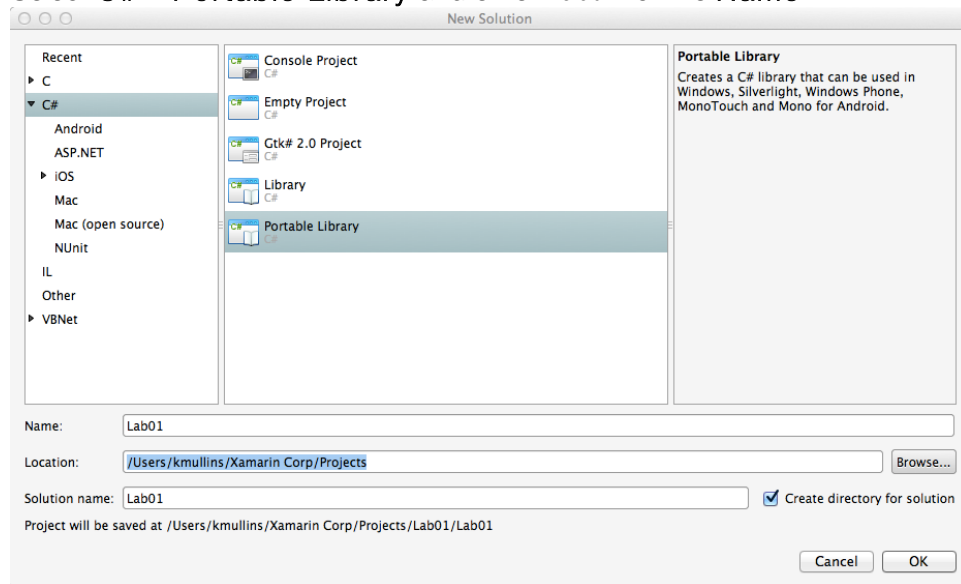 New Solution
Recent
C
C#
Android
ASP.NET
iOS
Mac
Mac (open source)
NUnit
IL
Other
VBNet
Console Project
C#
Empty Project
C#
Gtk# 2.0 Project
C#
Library
C#
Portable Library
C#
Portable Library
Creates a C# library that can be used in
Windows, Silverlight, Windows Phone,
MonoTouch and Mono for Android.
Name: Lab01
Location: /Users/kmullins/Xamarin Corp/Projects Browse...
Solution name: Lab01 Create directory for solution
Project will be saved at /Users/kmullins/Xamarin Corp/Projects/Lab01/Lab01
Cancel OK